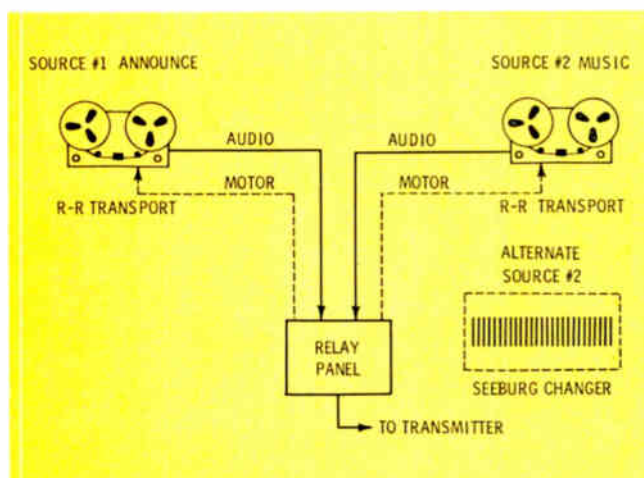 SOURCE #1 ANNOUNCE
SOURCE #2 MUSIC
AUDIO
AUDIO
MOTOR
MOTOR
R-R TRANSPORT
R-R TRANSPORT
ALTERNATE
SOURCE #2
RELAY
PANEL
SEEBURG CHANGER
TO TRANSMITTER